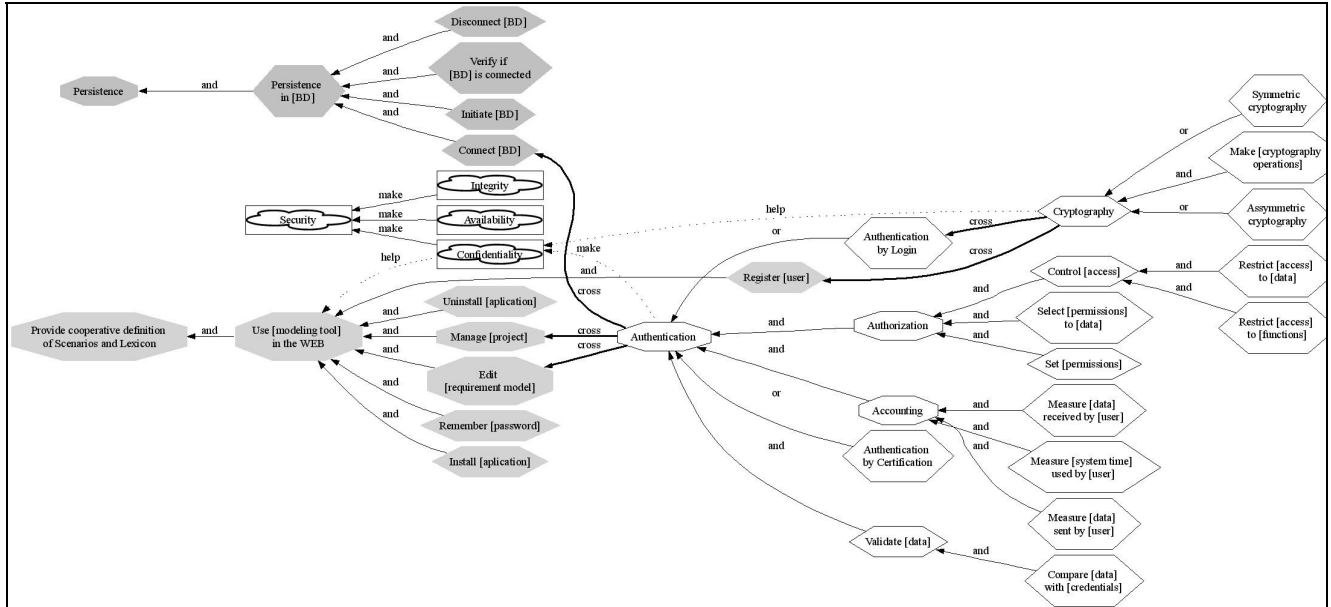 Disconnect [BD]
and
Verify if
[BD] is connected
and
Persistence
and
Persistence
in [BD]
and
Initiate [BD]
and
Connect [BD]
Symmetric
cryptography
or
Make [cryptography
operations]
and
Cryptography
or
Assymmetric
cryptography
Integrity
make
Security
make
Availability
make
Confidentiality
help
help
make
cross
Authentication
by Login
or
cross
Register [user]
and
cross
Control [access]
and
Restrict [access]
to [data]
and
Restrict [access]
to [functions]
and
Authorization
and
Select [permissions]
to [data]
and
Set [permissions]
Uninstall [aplication]
and
Provide cooperative definition
of Scenarios and Lexicon
and
Use [modeling tool]
in the WEB
and
Manage [project]
cross
cross
Authentication
and
and
Edit
[requirement model]
and
Remember [password]
and
Install [aplication]
and
Accounting
and
Measure [data]
received by [user]
and
Measure [system time]
used by [user]
and
Measure [data]
sent by [user]
or
Authentication
by Certification
and
Validate [data]
and
Compare [data]
with [credentials]